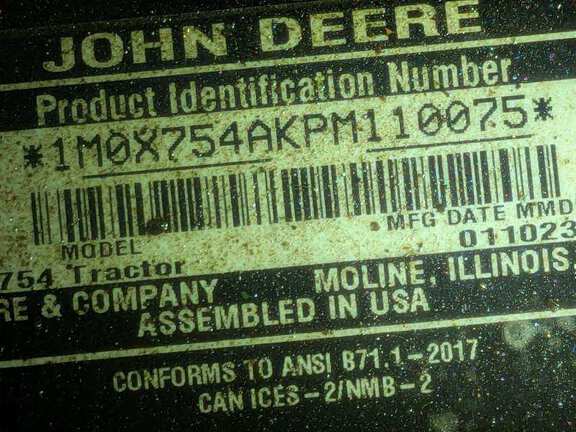 JOHN DEERE
Product Identification Number
*1M0X754AKPM110075*
MODEL MFG DATE MMD
754 Tractor 011023
RE & COMPANY MOLINE, ILLINOIS.
ASSEMBLED IN USA
CONFORMS TO ANSI B71.1-2017
CAN ICES-2/NMB-2